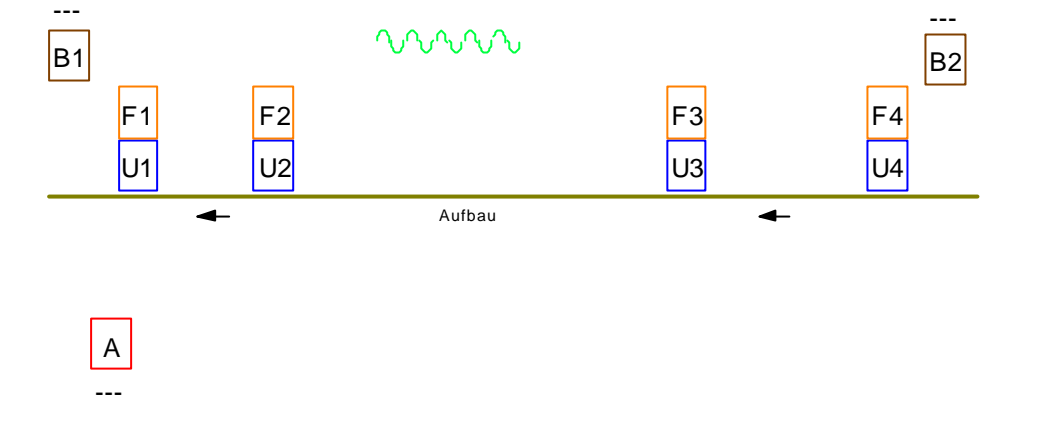 ---
---
B1
B2
F1 F2 F3 F4
U1 U2 U3 U4
Aufbau
A
---